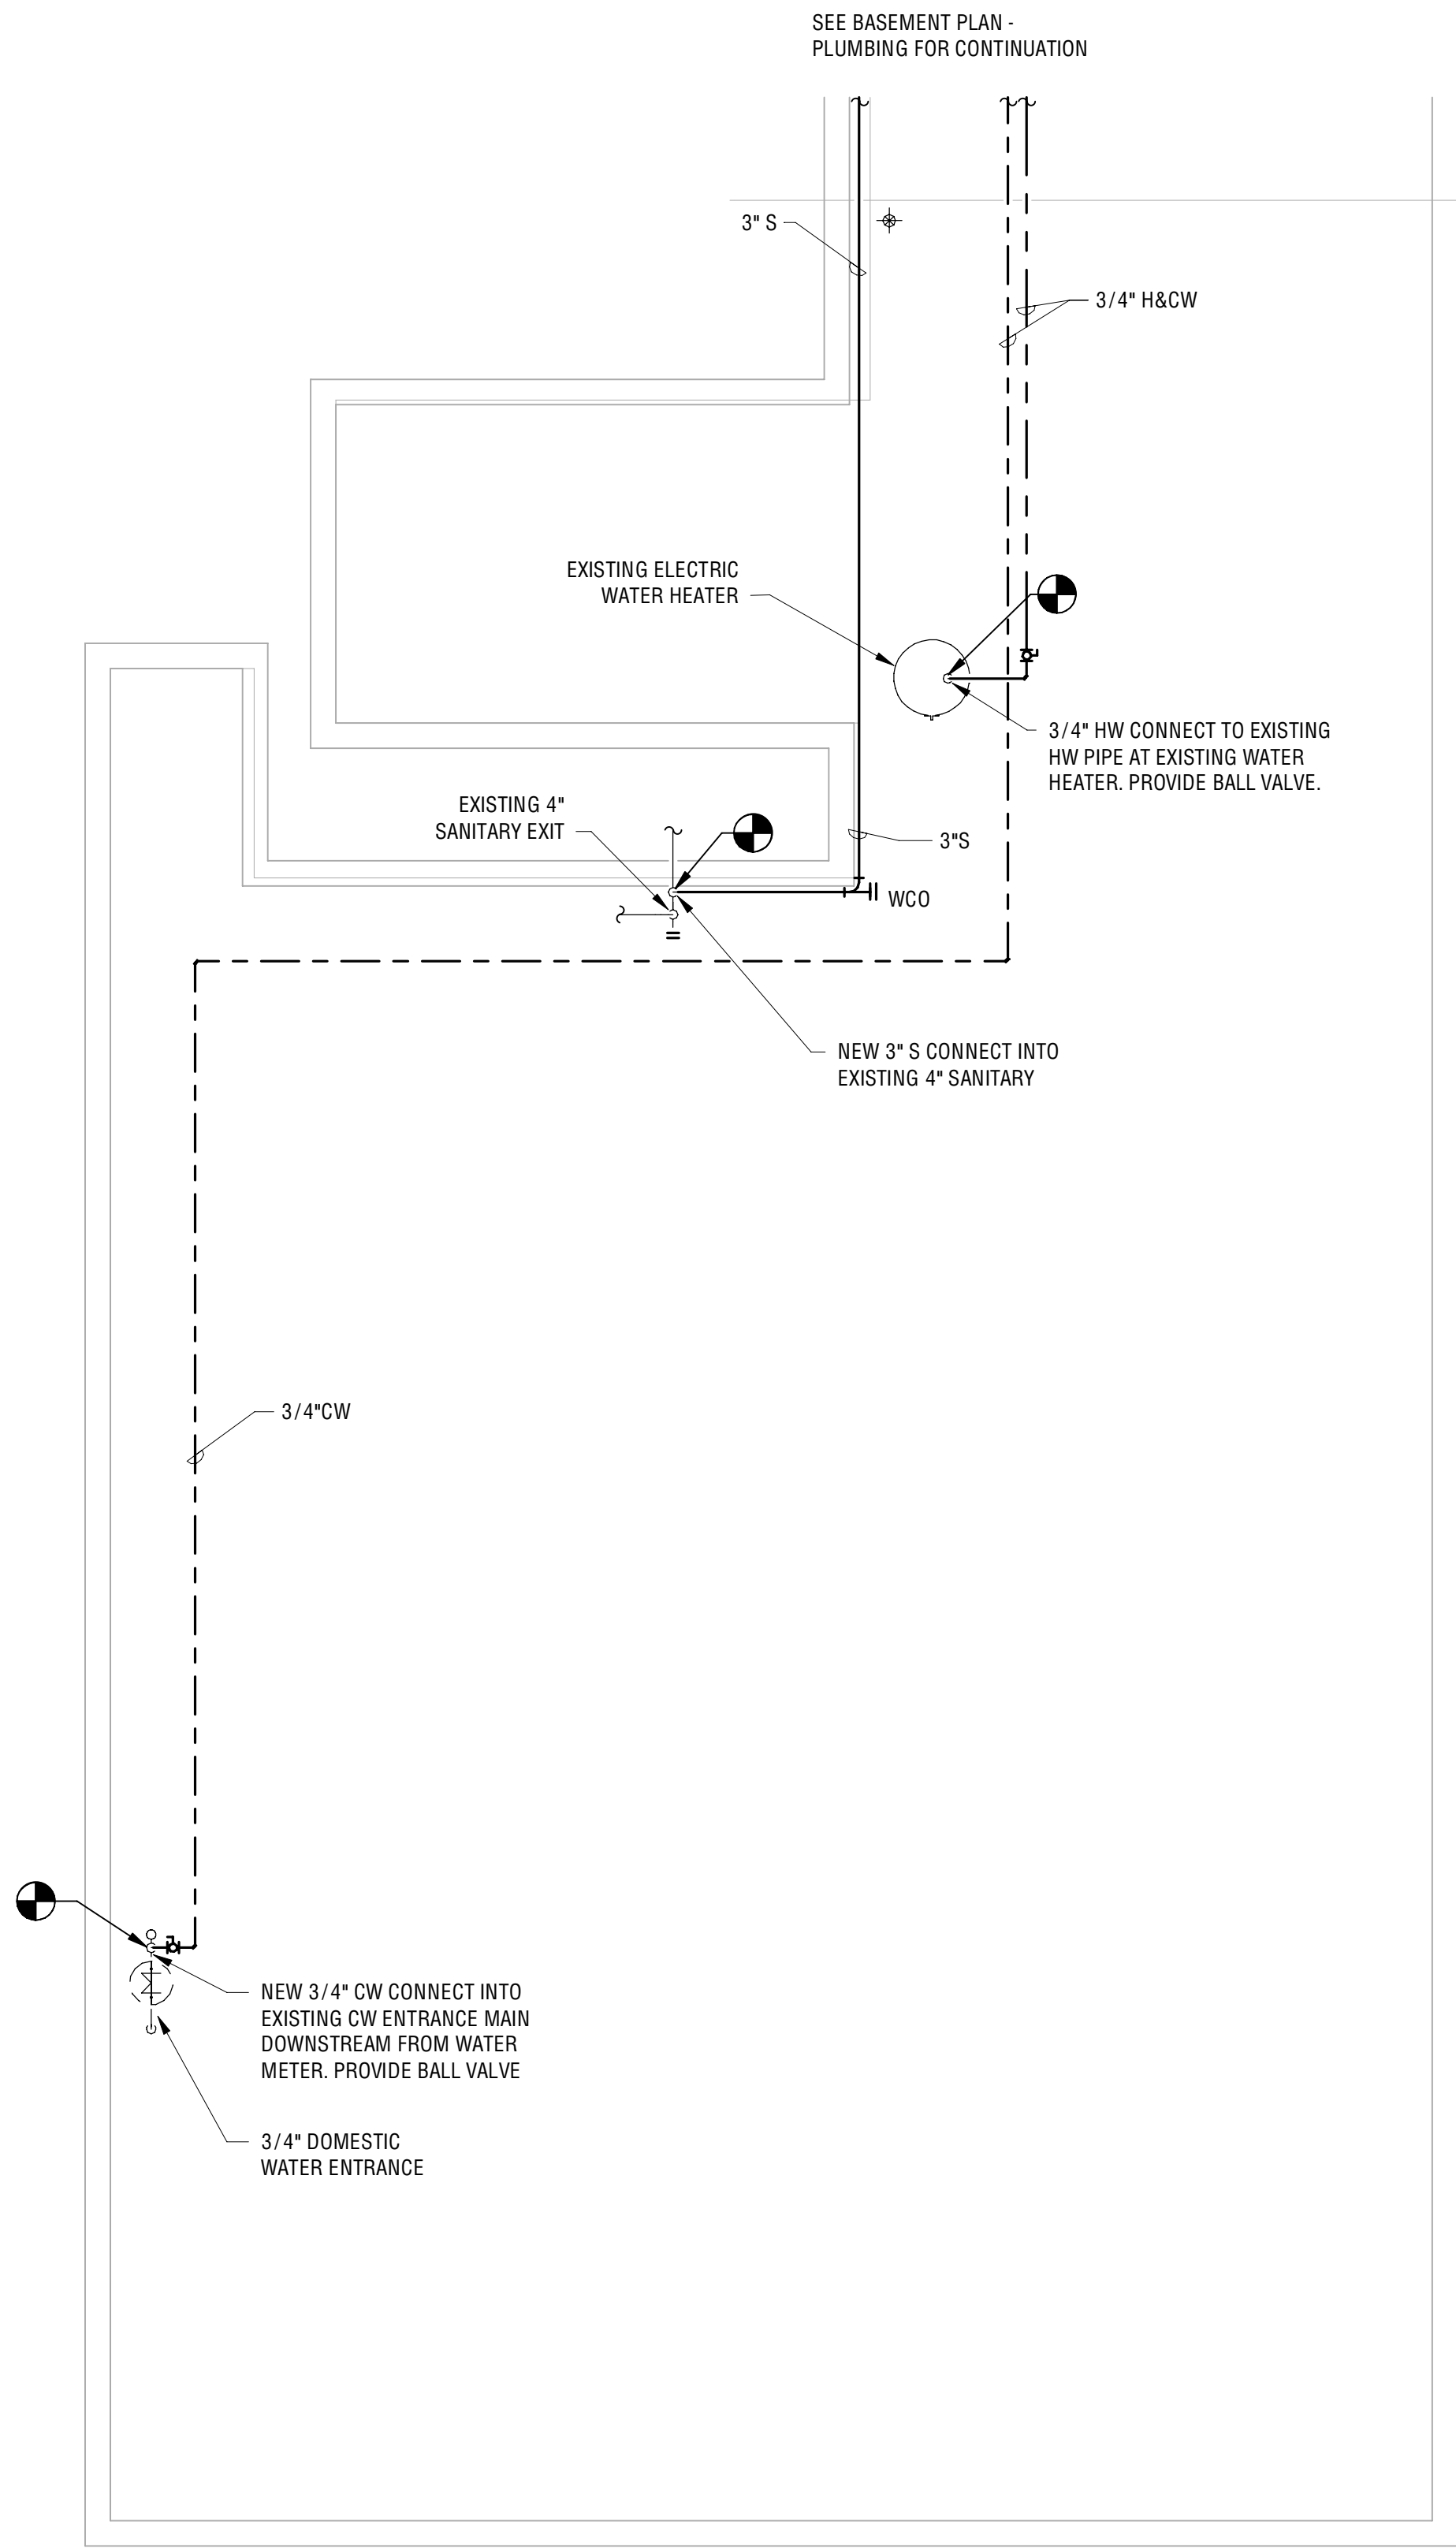 SEE BASEMENT PLAN -
PLUMBING FOR CONTINUATION
3" S
3/4" H&CW
EXISTING ELECTRIC
WATER HEATER
3/4" HW CONNECT TO EXISTING
HW PIPE AT EXISTING WATER
HEATER. PROVIDE BALL VALVE.
EXISTING 4"
SANITARY EXIT
3"S
WCO
NEW 3" S CONNECT INTO
EXISTING 4" SANITARY
3/4"CW
NEW 3/4" CW CONNECT INTO
EXISTING CW ENTRANCE MAIN
DOWNSTREAM FROM WATER
METER. PROVIDE BALL VALVE
3/4" DOMESTIC
WATER ENTRANCE